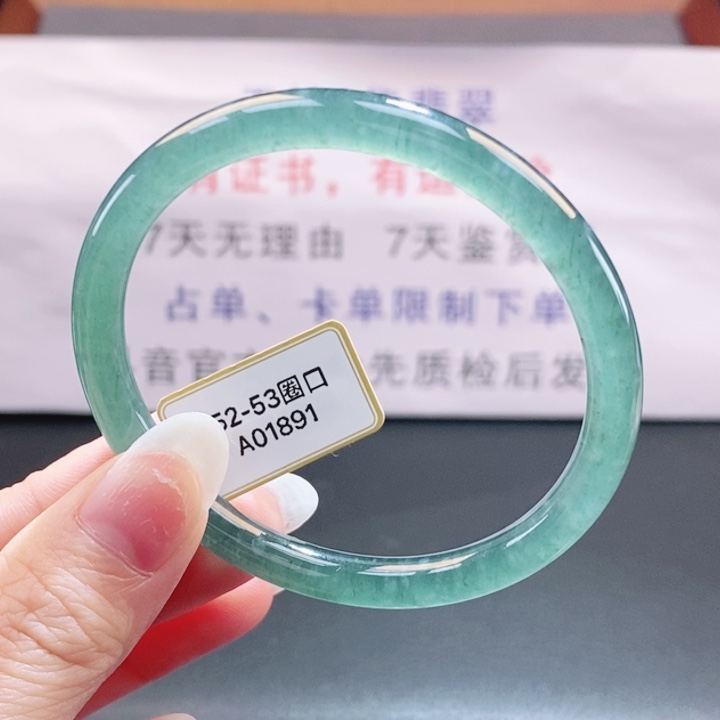 翡翠
有证书，有
7天无理由 7天鉴赏
占单、卡单限制下单
音官 先质检后发
52-53圈口
A01891